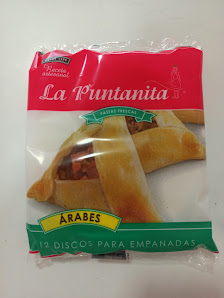 Receta
artesanal
La Puntanita
PASTAS FRESCAS
ÁRABES
12 DISCOS PARA EMPANADAS